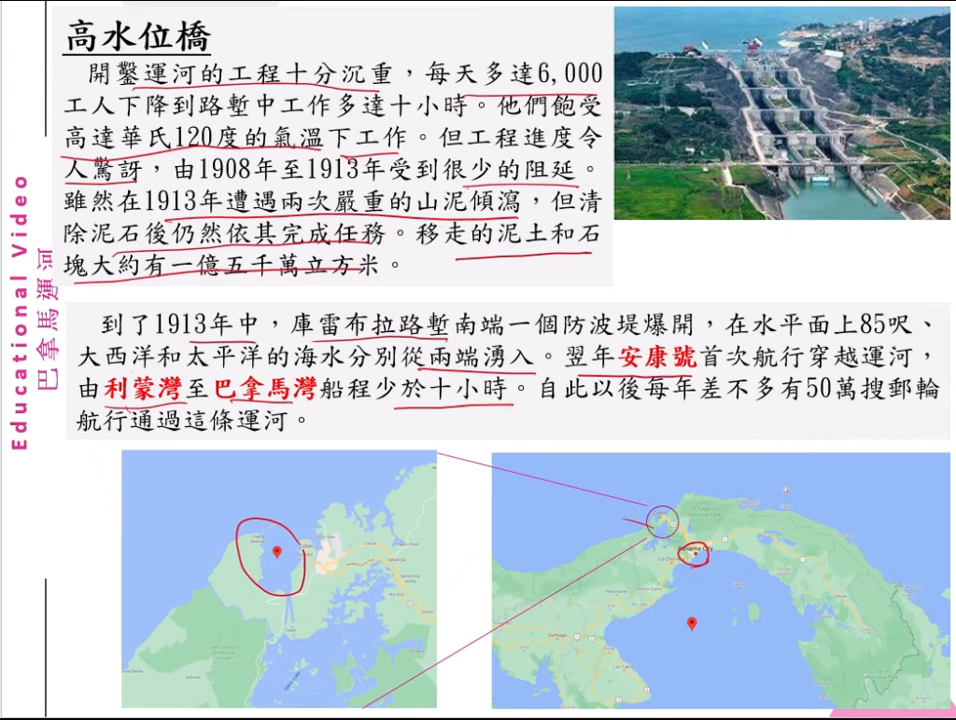 高水位橋
開鑿運河的工程十分沉重，每天多達6,000
工人下降到路塹中工作多達十小時。他們飽受
高達華氏120度的氣溫下工作。但工程進度令
人驚訝，由1908年至1913年受到很少的阻延。
雖然在1913年遭遇兩次嚴重的山泥傾瀉，但清
除泥石後仍然依其完成任務。移走的泥土和石
塊大約有一億五千萬立方米。
到了1913年中，庫雷布拉路塹南端一個防波堤爆開，在水平面上85呎、
大西洋和太平洋的海水分別從兩端湧入。翌年安康號首次航行穿越運河，
由利蒙灣至巴拿馬灣船程少於十小時。自此以後每年差不多有50萬搜郵輪
航行通過這條運河。
Educational Video
巴拿馬運河
Panama City
Santiago